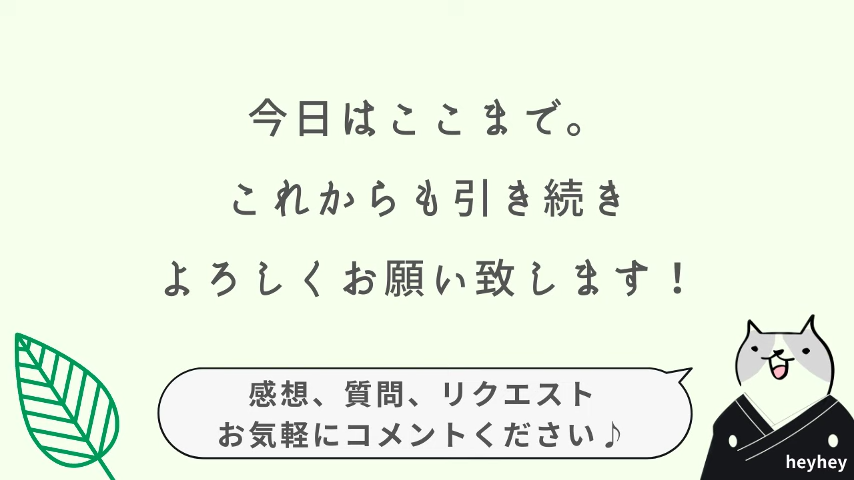 今日はここまで。
これからも引き続き
よろしくお願い致します！
感想、質問、リクエスト
お気軽にコメントください♪
heyhey